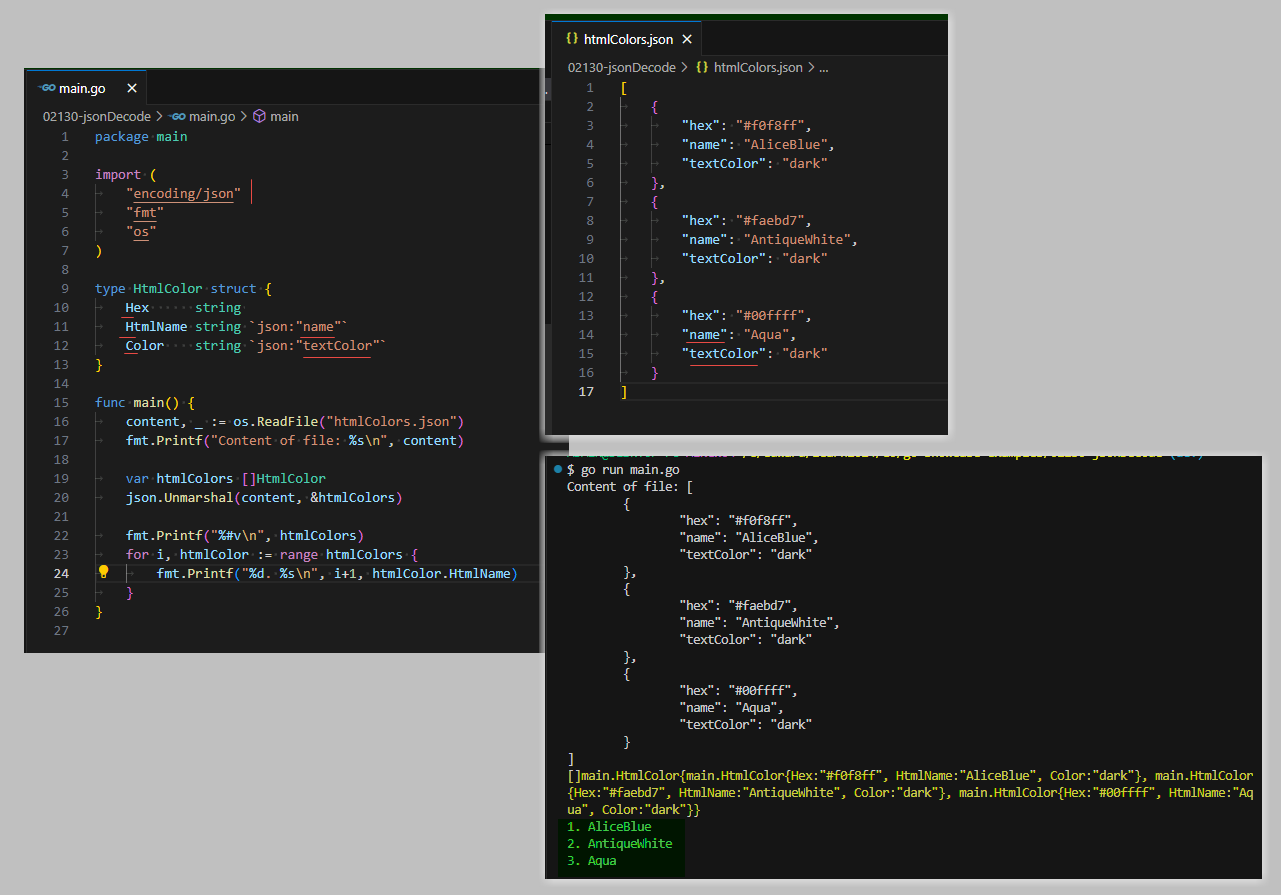 main.go
02130-jsonDecode > main.go > main
1 package main
2
3 import (
4 "encoding/json"
5 "fmt"
6 "os"
7 )
8
9 type HtmlColor struct {
10 Hex string
11 HtmlName string `json:"name"`
12 Color string `json:"textColor"`
13 }
14
15 func main() {
16 content, _ := os.ReadFile("htmlColors.json")
17 fmt.Printf("Content of file: %s\n", content)
18
19 var htmlColors []HtmlColor
20 json.Unmarshal(content, &htmlColors)
21
22 fmt.Printf("%#v\n", htmlColors)
23 for i, htmlColor := range htmlColors {
24 fmt.Printf("%d. %s\n", i+1, htmlColor.HtmlName)
25 }
26 }
27
{} htmlColors.json
02130-jsonDecode > {} htmlColors.json > ...
1 [
2 {
3 "hex": "#f0f8ff",
4 "name": "AliceBlue",
5 "textColor": "dark"
6 },
7 {
8 "hex": "#faebd7",
9 "name": "AntiqueWhite",
10 "textColor": "dark"
11 },
12 {
13 "hex": "#00ffff",
14 "name": "Aqua",
15 "textColor": "dark"
16 }
17 ]
$ go run main.go
Content of file: [
{
"hex": "#f0f8ff",
"name": "AliceBlue",
"textColor": "dark"
},
{
"hex": "#faebd7",
"name": "AntiqueWhite",
"textColor": "dark"
},
{
"hex": "#00ffff",
"name": "Aqua",
"textColor": "dark"
}
]
[]main.HtmlColor{main.HtmlColor{Hex:"#f0f8ff", HtmlName:"AliceBlue", Color:"dark"}, main.HtmlColor
{Hex:"#faebd7", HtmlName:"AntiqueWhite", Color:"dark"}, main.HtmlColor{Hex:"#00ffff", HtmlName:"Aq
ua", Color:"dark"}}
1. AliceBlue
2. AntiqueWhite
3. Aqua